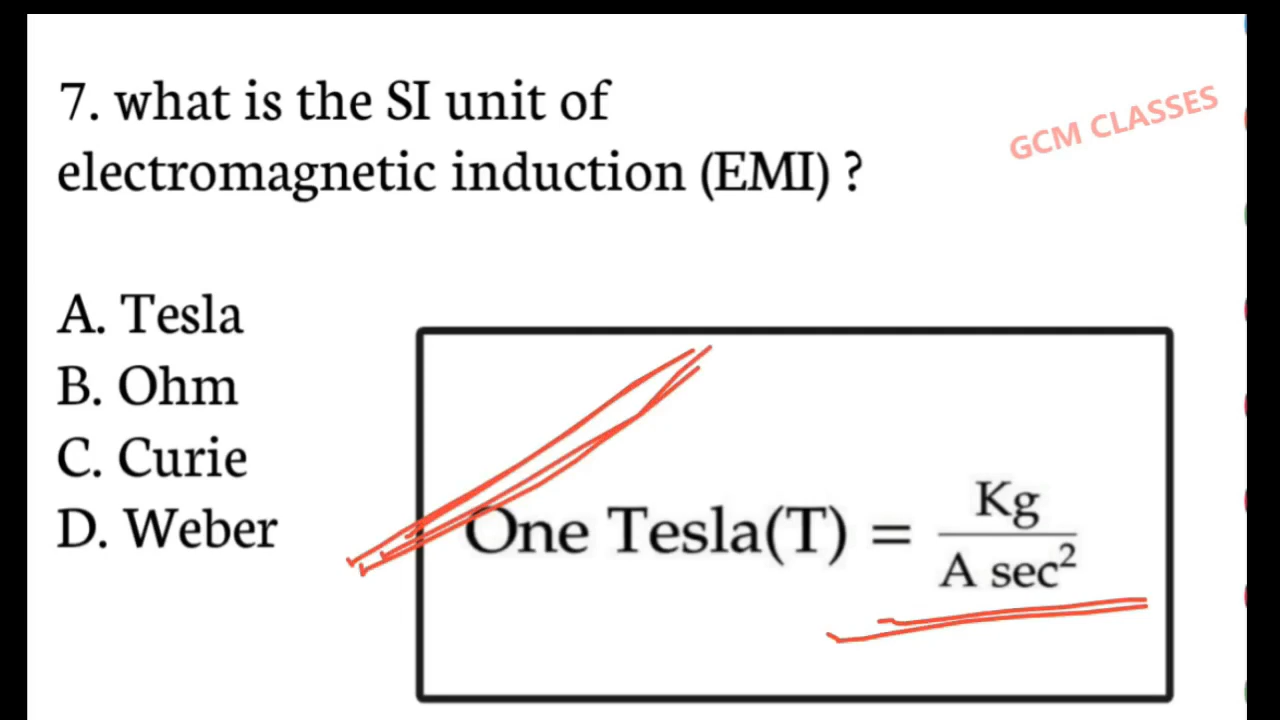 7. what is the SI unit of
electromagnetic induction (EMI) ?
GCM CLASSES
A. Tesla
B. Ohm
C. Curie
D. Weber
One Tesla(T) = Kg / A sec²